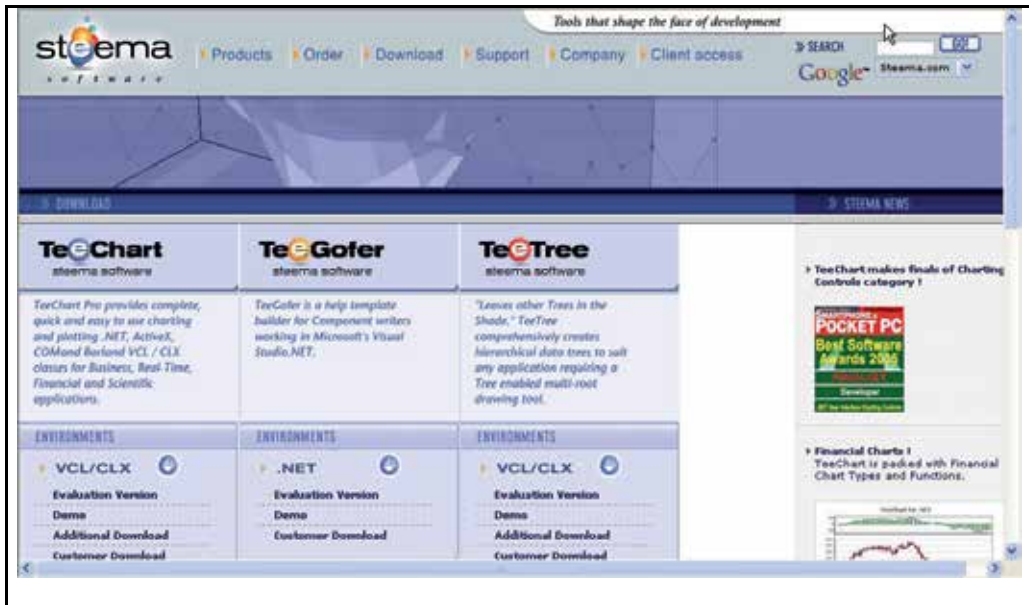 Tools that shape the face of development
steema
software
Products Order Download Support Company Client access
SEARCH GO!
Google Steema.com
DOWNLOAD
STEEMA NEWS
TeeChart
steema software
TeeChart Pro provides complete,
quick and easy to use charting
and plotting .NET, ActiveX,
COMand Borland VCL / CLX
classes for Business, Real-Time,
Financial and Scientific
applications.
ENVIRONMENTS
VCL/CLX
Evaluation Version
Demo
Additional Download
Customer Download
TeeGofer
steema software
TeeGofer is a help template
builder for Component writers
working in Microsoft's Visual
Studio.NET.
ENVIRONMENTS
.NET
Evaluation Version
Demo
Customer Download
TeeTree
steema software
"Leaves other Trees in the
Shade," TeeTree
comprehensively creates
hierarchical data trees to suit
any application requiring a
Tree enabled multi-root
drawing tool.
ENVIRONMENTS
VCL/CLX
Evaluation Version
Demo
Additional Download
Customer Download
TeeChart makes finals of Charting
Controls category !
SMARTPHONE &
POCKET PC
Best Software
Awards 2005
FINALIST
Developer
Financial Charts !
TeeChart is packed with Financial
Chart Types and Functions.